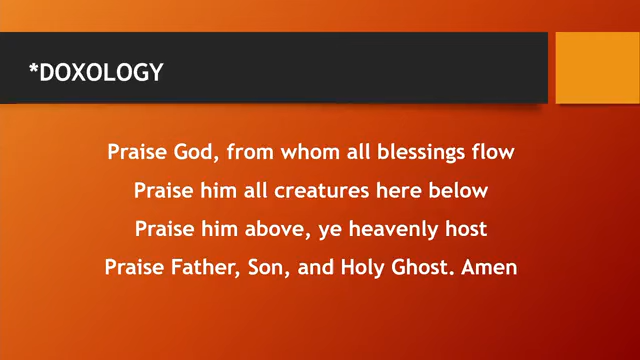 *DOXOLOGY
Praise God, from whom all blessings flow
Praise him all creatures here below
Praise him above, ye heavenly host
Praise Father, Son, and Holy Ghost. Amen